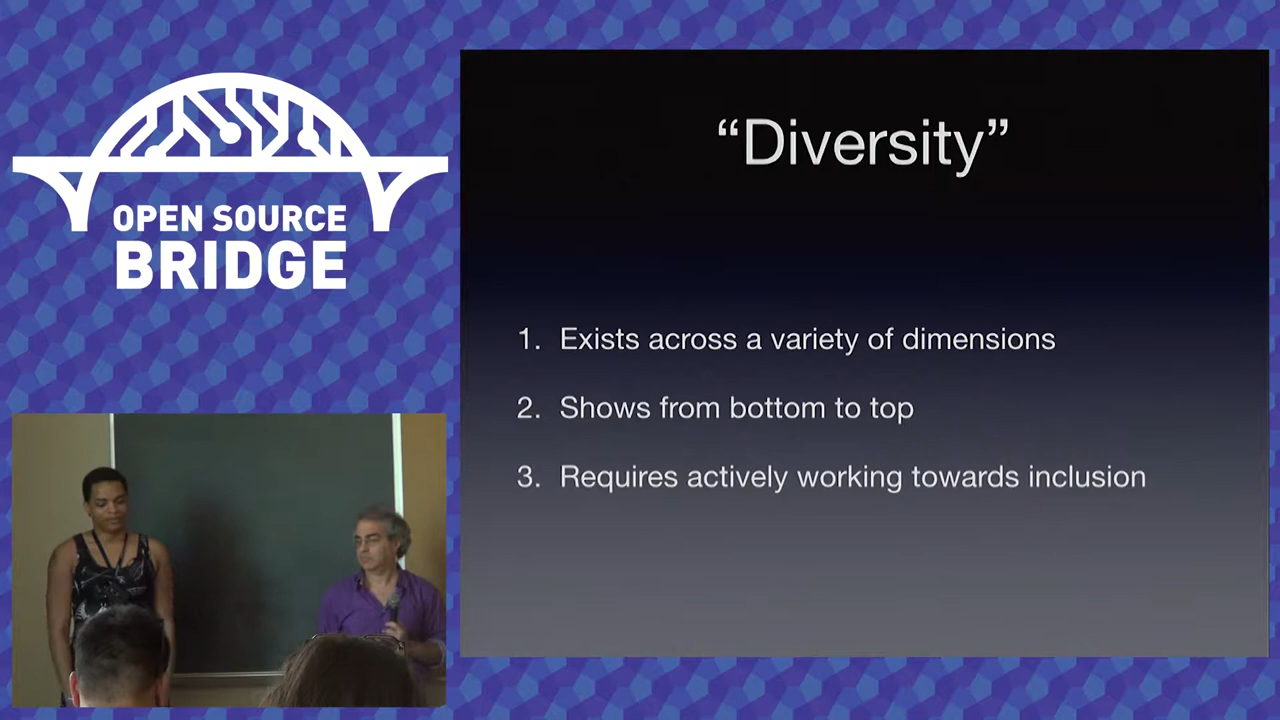 OPEN SOURCE
BRIDGE
“Diversity”
1. Exists across a variety of dimensions
2. Shows from bottom to top
3. Requires actively working towards inclusion